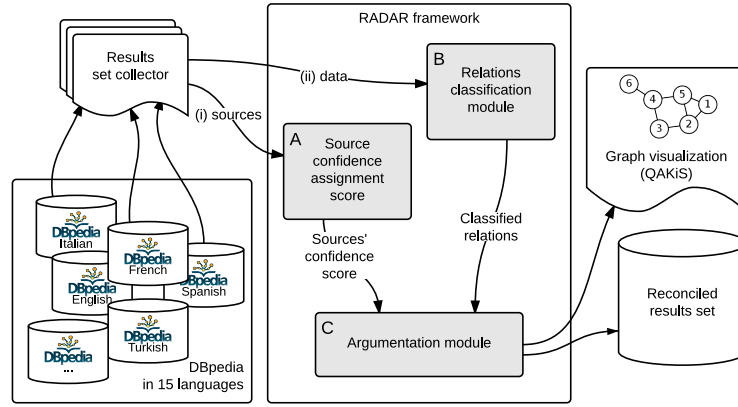 RADAR framework
Results
set collector
(ii) data
(i) sources
B
Relations
classification module
A
Source
confidence
assignment
score
6
4
5
1
3
2
Graph visualization
(QAKiS)
Sources'
confidence
score
Classified
relations
DBpedia
Italian
DBpedia
French
DBpedia
English
DBpedia
Spanish
DBpedia
Turkish
DBpedia
...
DBpedia
in 15 languages
C
Argumentation module
Reconciled
results set